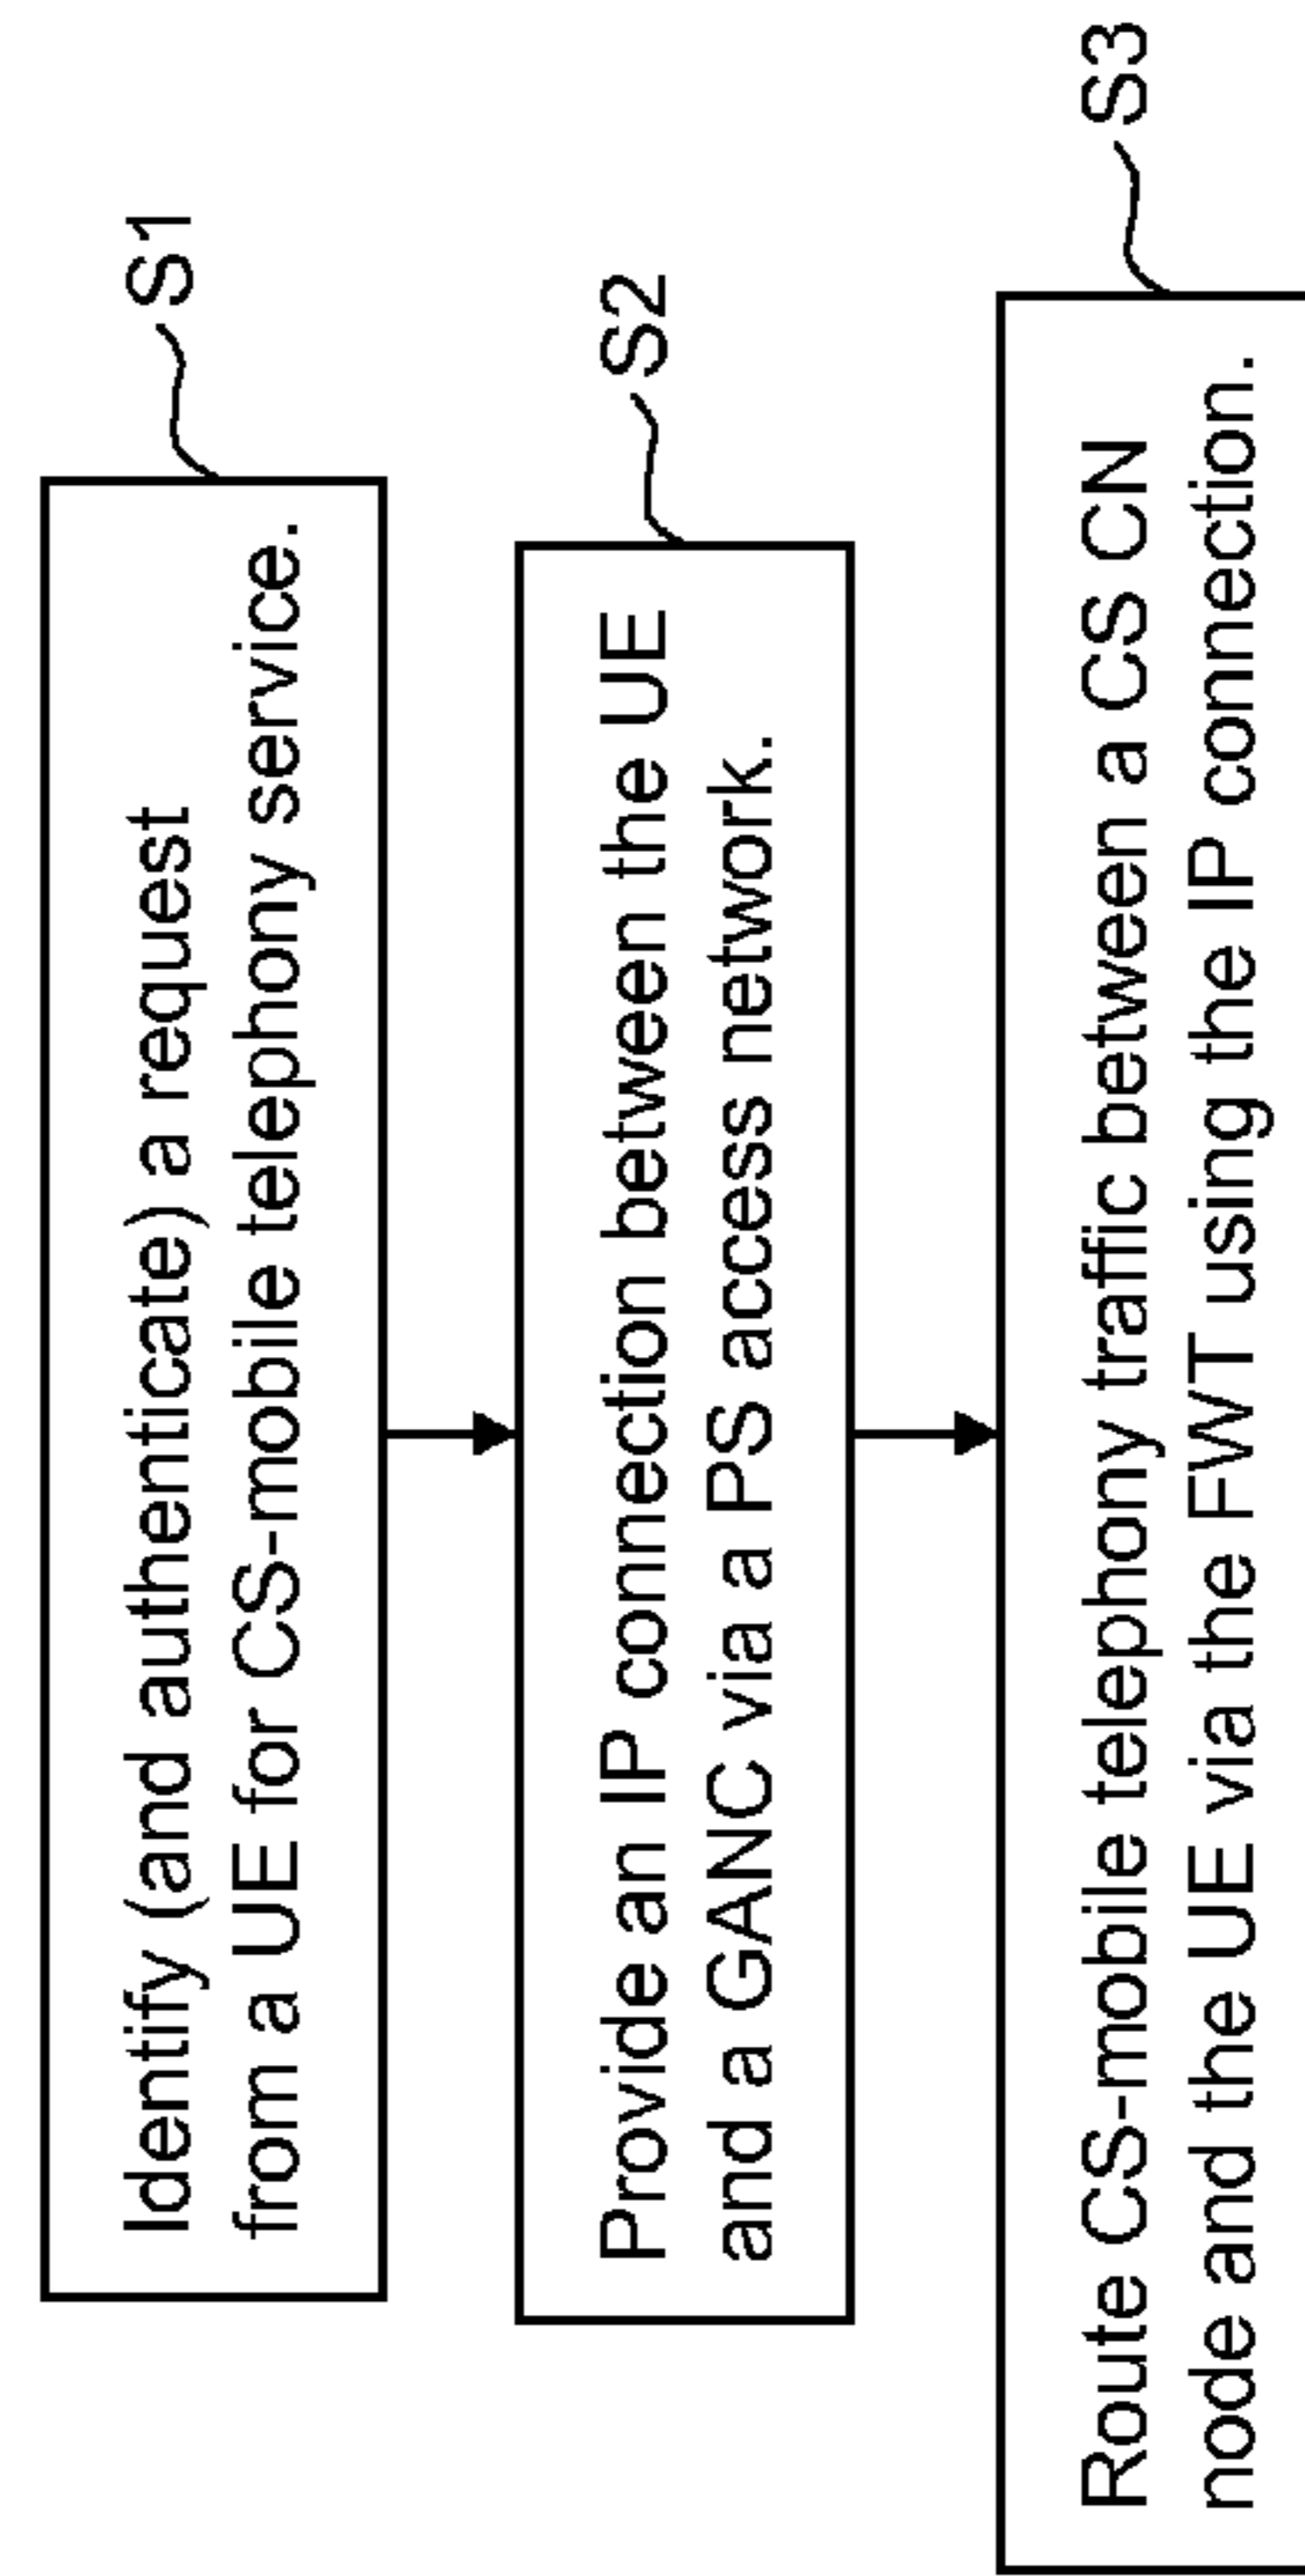 Identify (and authenticate) a request
from a UE for CS-mobile telephony service.
S1
Provide an IP connection between the UE
and a GANC via a PS access network.
S2
Route CS-mobile telephony traffic between a CS CN
node and the UE via the FWT using the IP connection.
S3